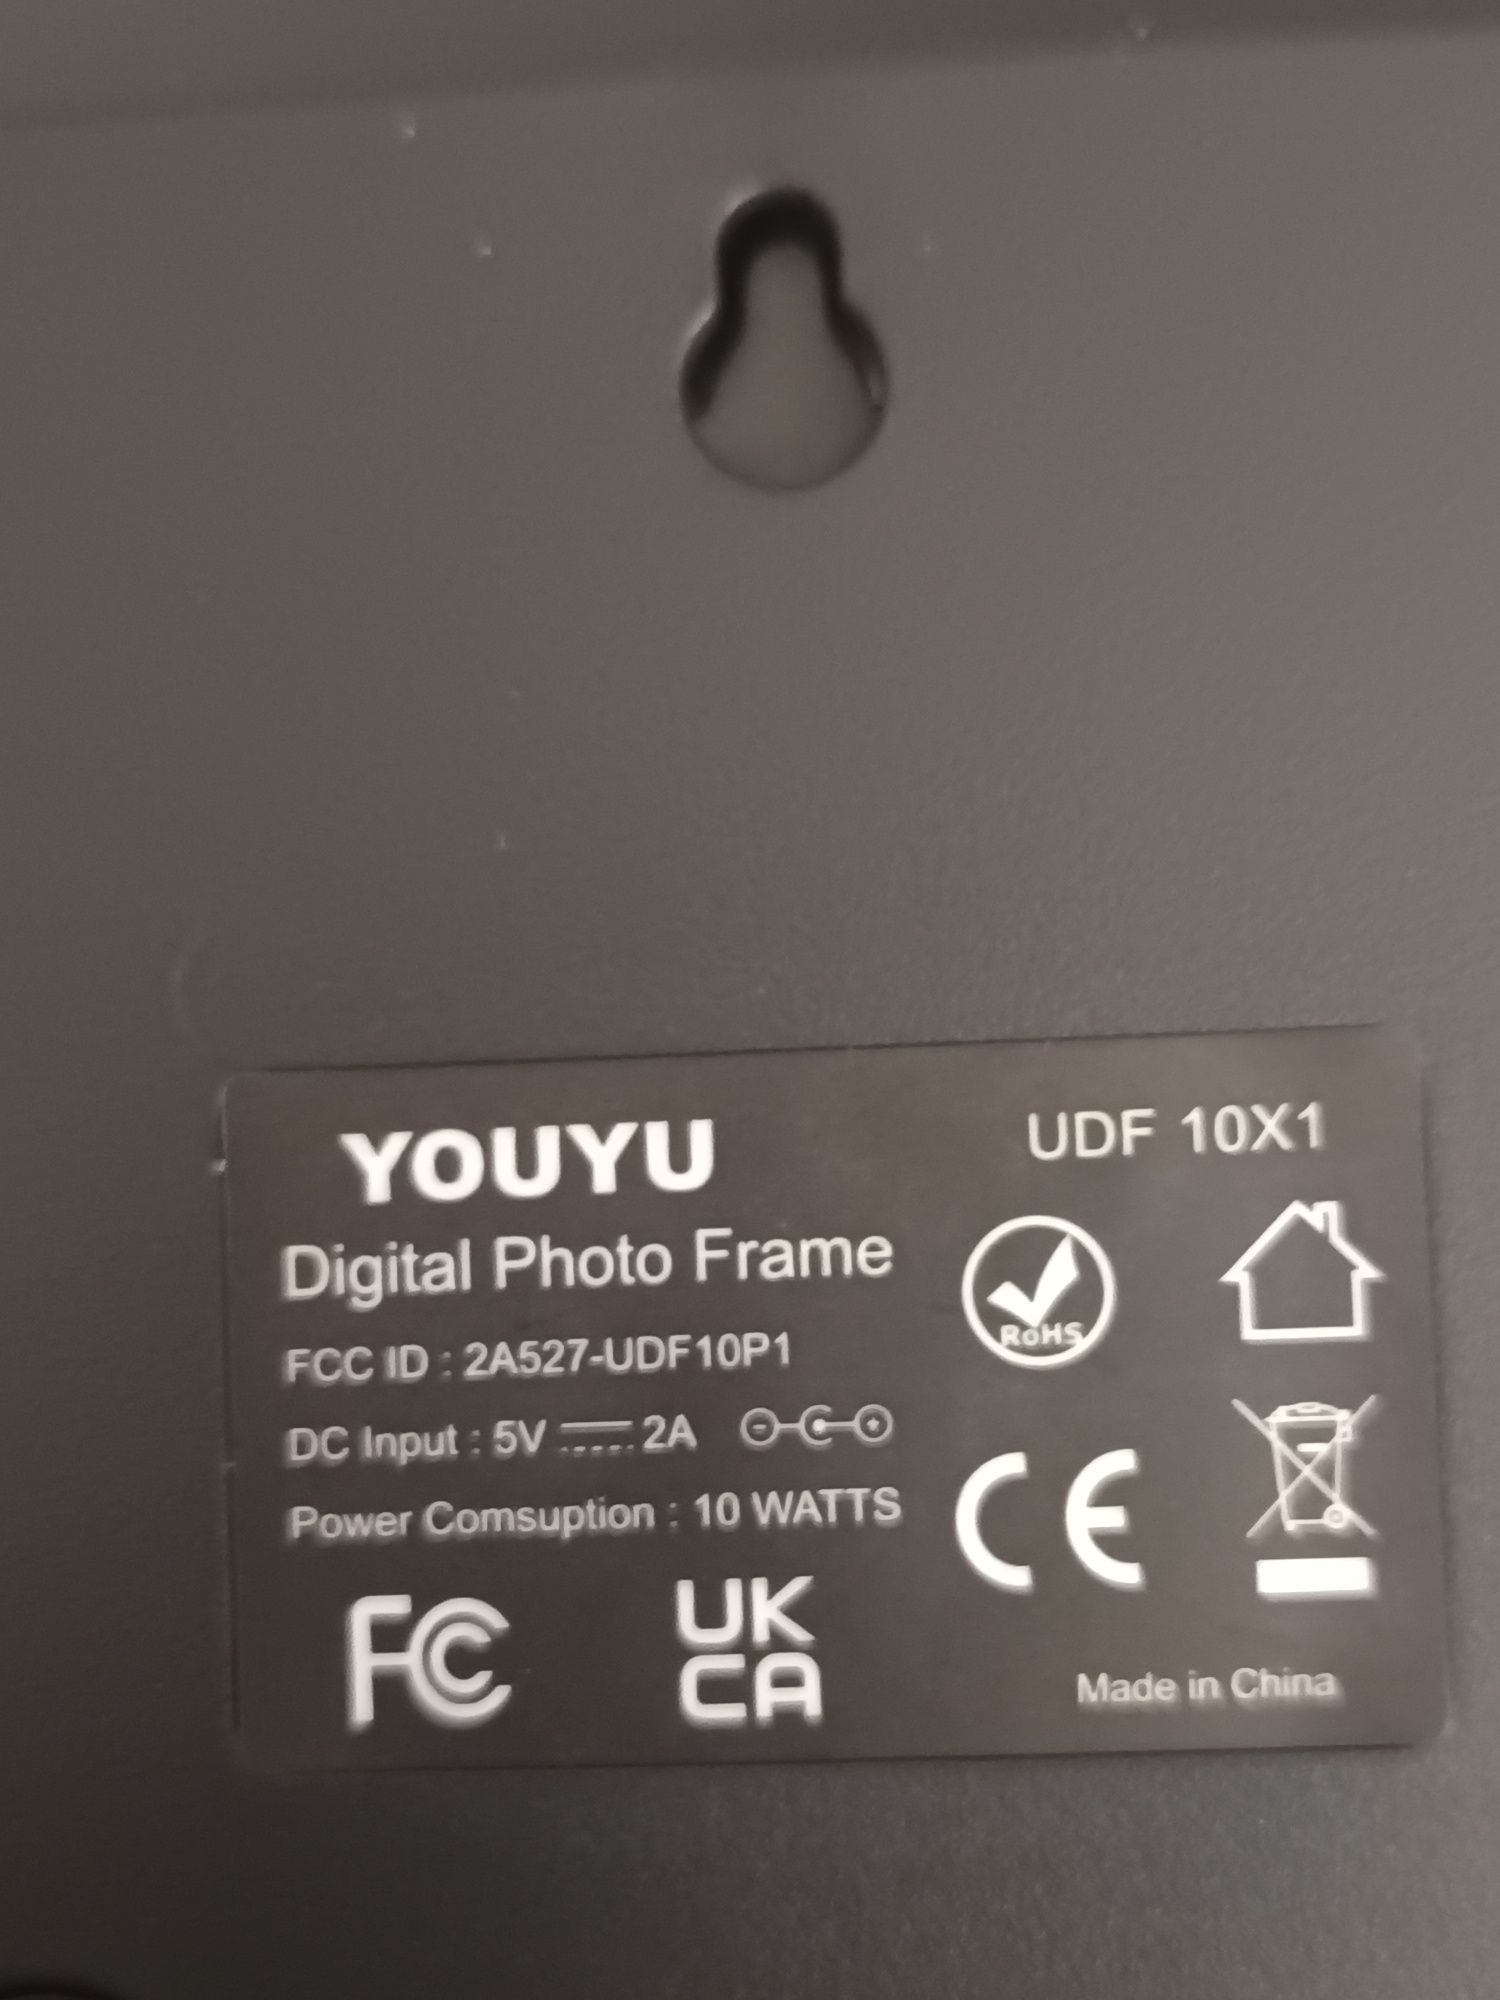 YOUYU
UDF 10X1
Digital Photo Frame
RoHS
FCC ID : 2A527-UDF10P1
DC Input : 5V 2A
Power Comsuption : 10 WATTS
CE
FC
UK
CA
Made in China